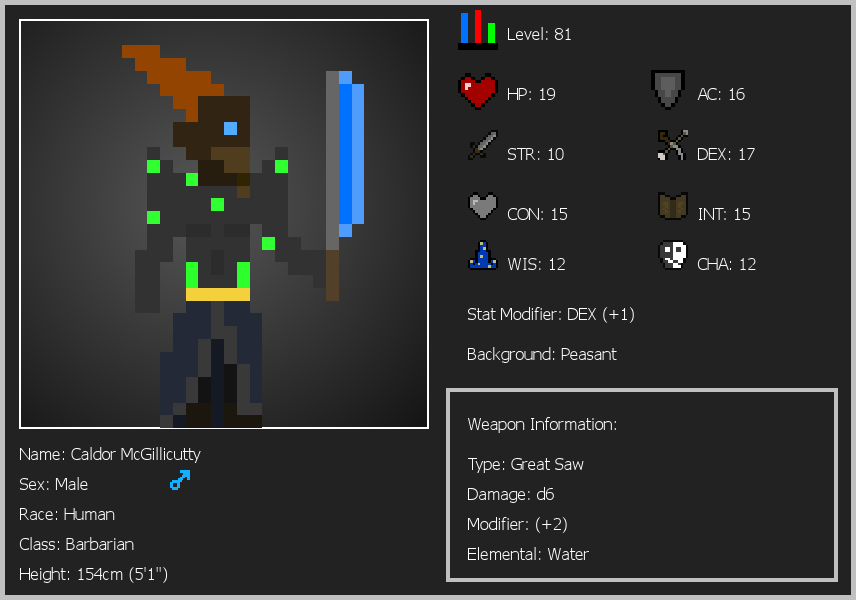 Level: 81
HP: 19
AC: 16
STR: 10
DEX: 17
CON: 15
INT: 15
WIS: 12
CHA: 12
Stat Modifier: DEX (+1)
Background: Peasant
Weapon Information:
Type: Great Saw
Damage: d6
Modifier: (+2)
Elemental: Water
Name: Caldor McGillicutty
Sex: Male
Race: Human
Class: Barbarian
Height: 154cm (5'1")